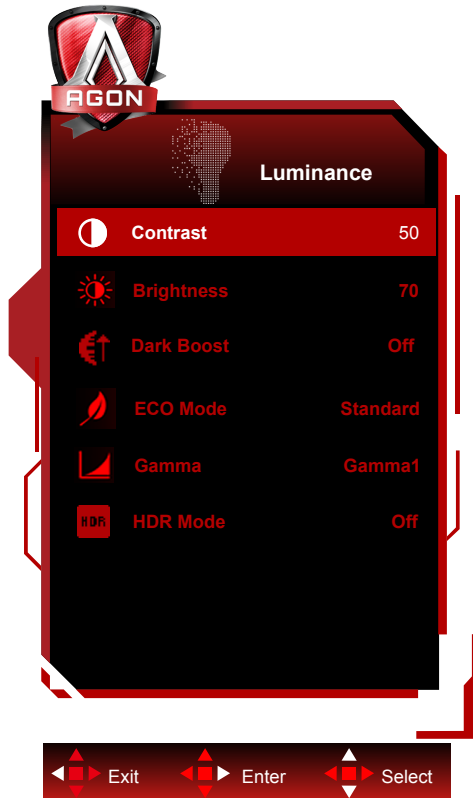 AGON
Luminance
Contrast 50
Brightness 70
Dark Boost Off
ECO Mode Standard
Gamma Gamma1
HDR HDR Mode Off
Exit Enter Select